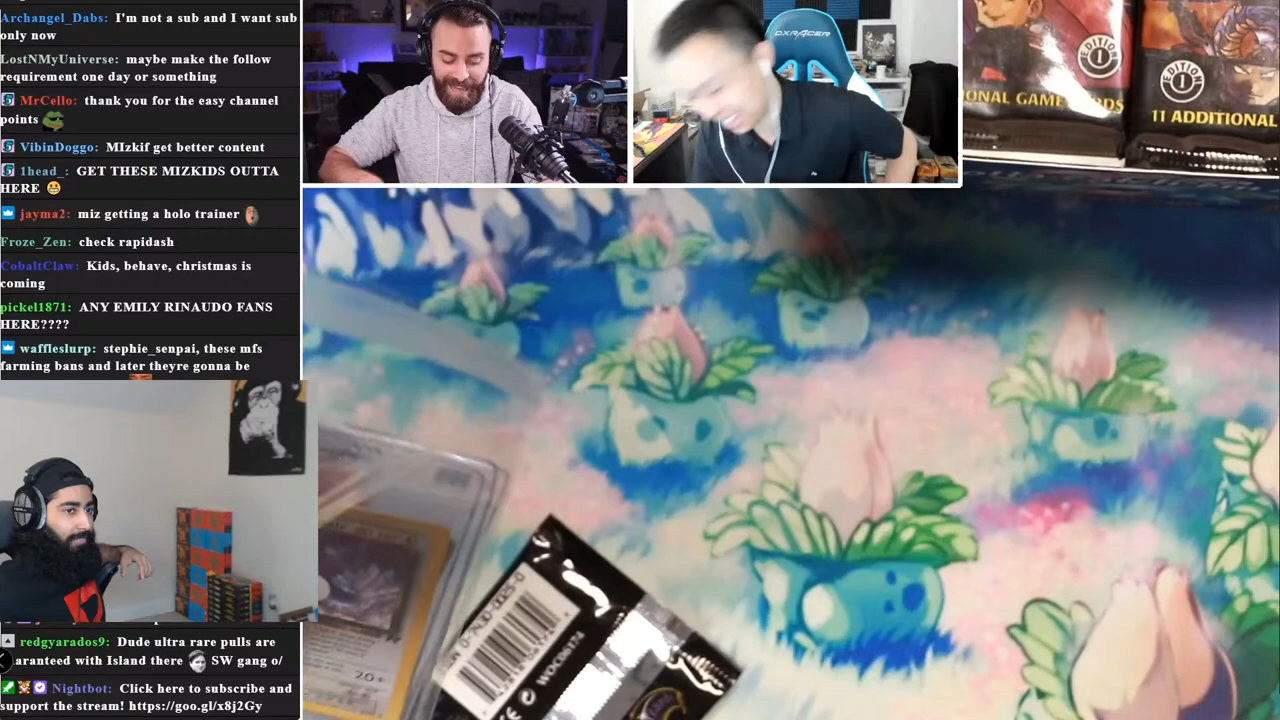 Archangel_Dabs: I'm not a sub and I want sub
only now
LostNMyUniverse: maybe make the follow
requirement one day or something
MrCello: thank you for the easy channel
points
VibinDoggo: MIzkif get better content
1head_: GET THESE MIZKIDS OUTTA
HERE
jayma2: miz getting a holo trainer
Froze_Zen: check rapidash
CobaltClaw: Kids, behave, christmas is
coming
pickel1871: ANY EMILY RINAUDO FANS
HERE????
waffleslurp: stephie_senpai, these mfs
farming bans and later theyre gonna be
redgyarados9: Dude ultra rare pulls are
aranteed with Island there SW gang o/
Nightbot: Click here to subscribe and
support the stream! https://goo.gl/x8j2Gy
DXRACER
EDITION
1
ONAL GAME
EDITION
1
11 ADDITIONAL
WOC06174
20+